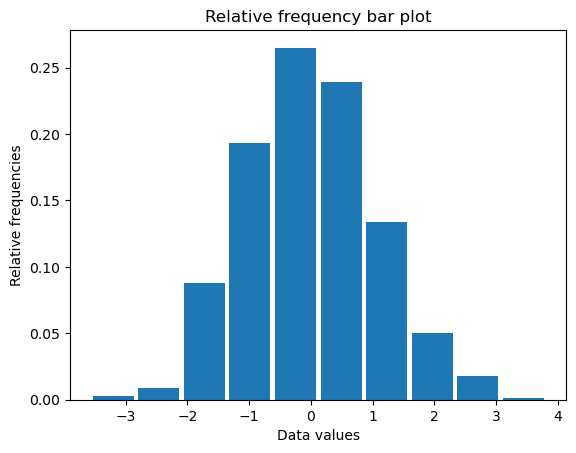 Relative frequency bar plot
Relative frequencies
0.25
0.20
0.15
0.10
0.05
0.00
−3 −2 −1 0 1 2 3 4
Data values